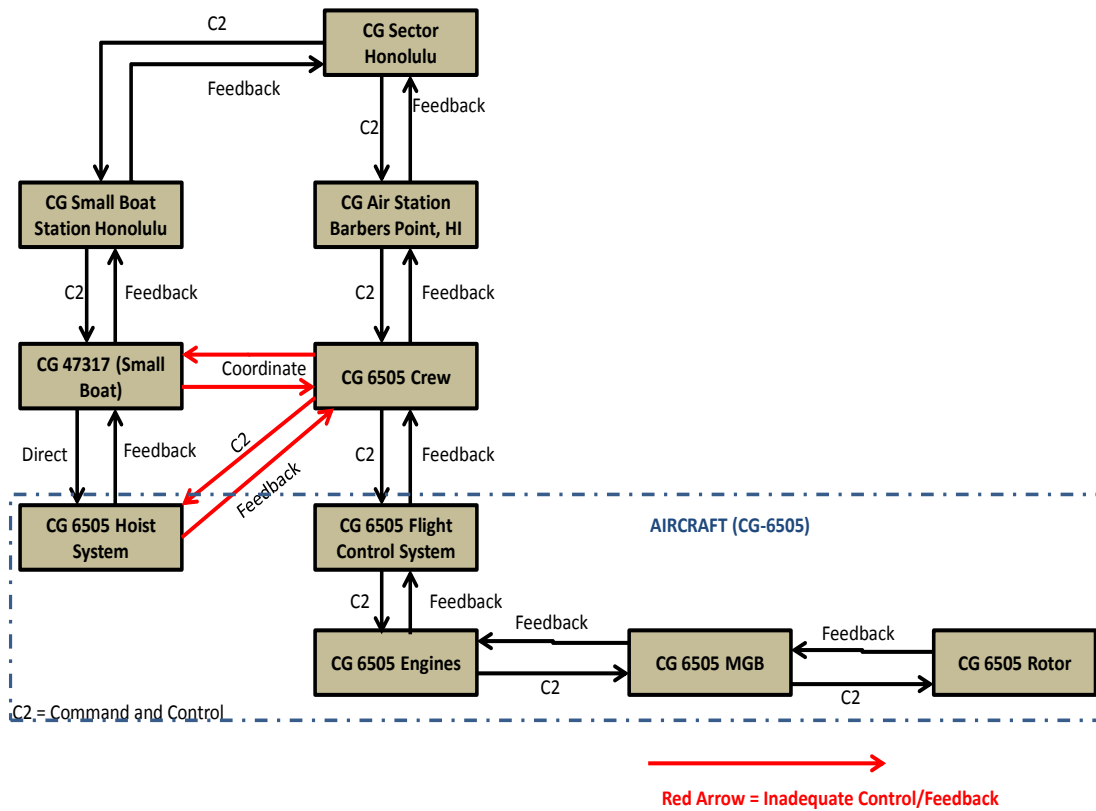 C2
CG Sector
Honolulu
Feedback
C2
Feedback
CG Small Boat
Station Honolulu
CG Air Station
Barbers Point, HI
C2
Feedback
C2
Feedback
CG 47317 (Small
Boat)
Coordinate
CG 6505 Crew
Direct
Feedback
C2
Feedback
C2
Feedback
CG 6505 Hoist
System
CG 6505 Flight
Control System
AIRCRAFT (CG-6505)
C2
Feedback
CG 6505 Engines
Feedback
C2
CG 6505 MGB
Feedback
C2
CG 6505 Rotor
C2 = Command and Control
Red Arrow = Inadequate Control/Feedback